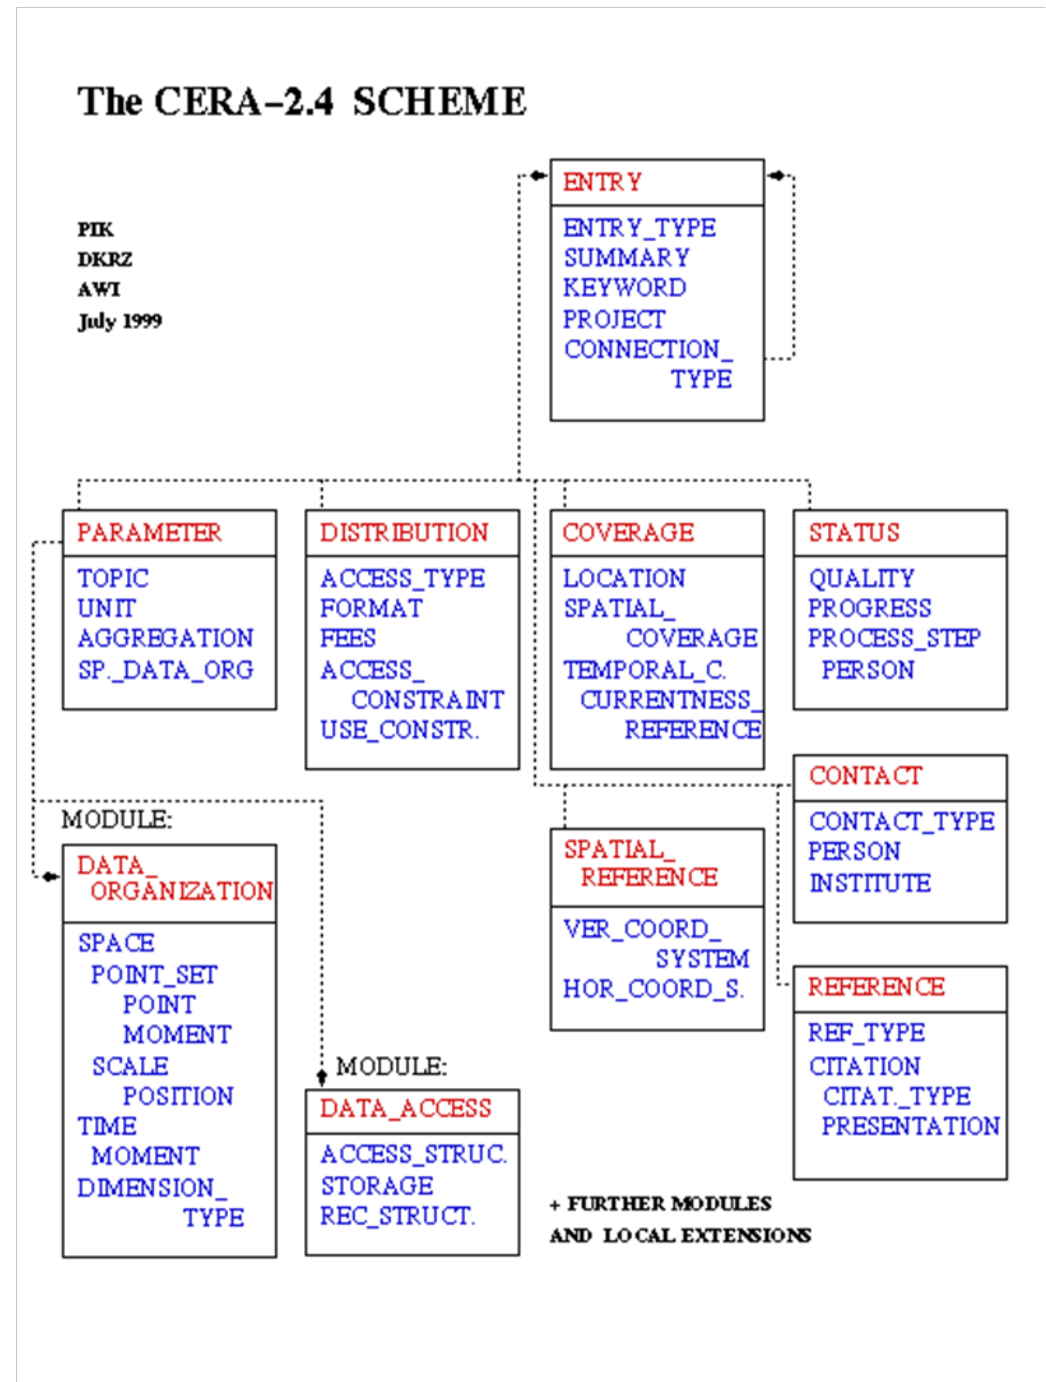 The CERA-2.4 SCHEME
PIK
DKRZ
AWI
July 1999
ENTRY
ENTRY_TYPE
SUMMARY
KEYWORD
PROJECT
CONNECTION_
TYPE
PARAMETER
TOPIC
UNIT
AGGREGATION
SP._DATA_ORG
DISTRIBUTION
ACCESS_TYPE
FORMAT
FEES
ACCESS_
CONSTRAINT
USE_CONSTR.
COVERAGE
LOCATION
SPATIAL_
COVERAGE
TEMPORAL_C.
CURRENTNESS_
REFERENCE
STATUS
QUALITY
PROGRESS
PROCESS_STEP
PERSON
CONTACT
CONTACT_TYPE
PERSON
INSTITUTE
MODULE:
DATA_
ORGANIZATION
SPACE
POINT_SET
POINT
MOMENT
SCALE
POSITION
TIME
MOMENT
DIMENSION_
TYPE
MODULE:
DATA_ACCESS
ACCESS_STRUC.
STORAGE
REC_STRUCT.
SPATIAL_
REFERENCE
VER_COORD_
SYSTEM
HOR_COORD_S.
REFERENCE
REF_TYPE
CITATION
CITAT._TYPE
PRESENTATION
+ FURTHER MODULES
AND LOCAL EXTENSIONS